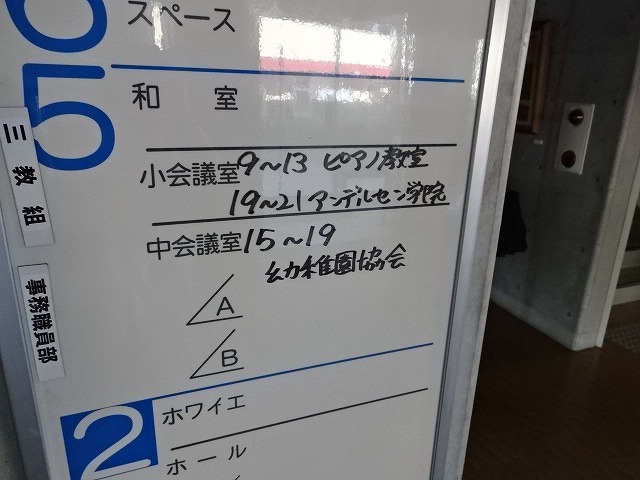 6
スペース
5
和室
三教組
小会議室 9～13 ピアノ教室
19～21 アンデルセン学院
中会議室 15～19
幼稚園協会
事務職員部
A
B
2
ホワイエ
ホール